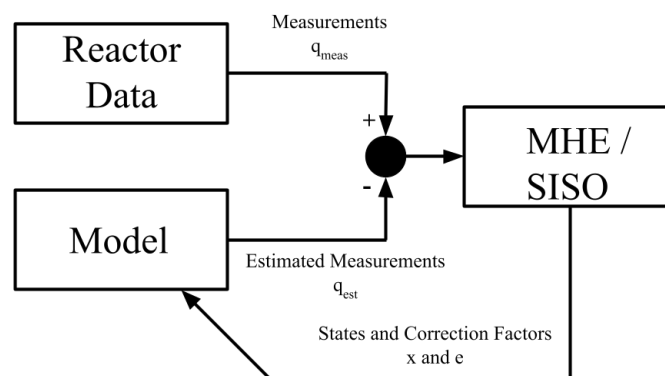 Measurements
q_meas
Reactor
Data
+
MHE /
SISO
-
Model
Estimated Measurements
q_est
States and Correction Factors
x and e